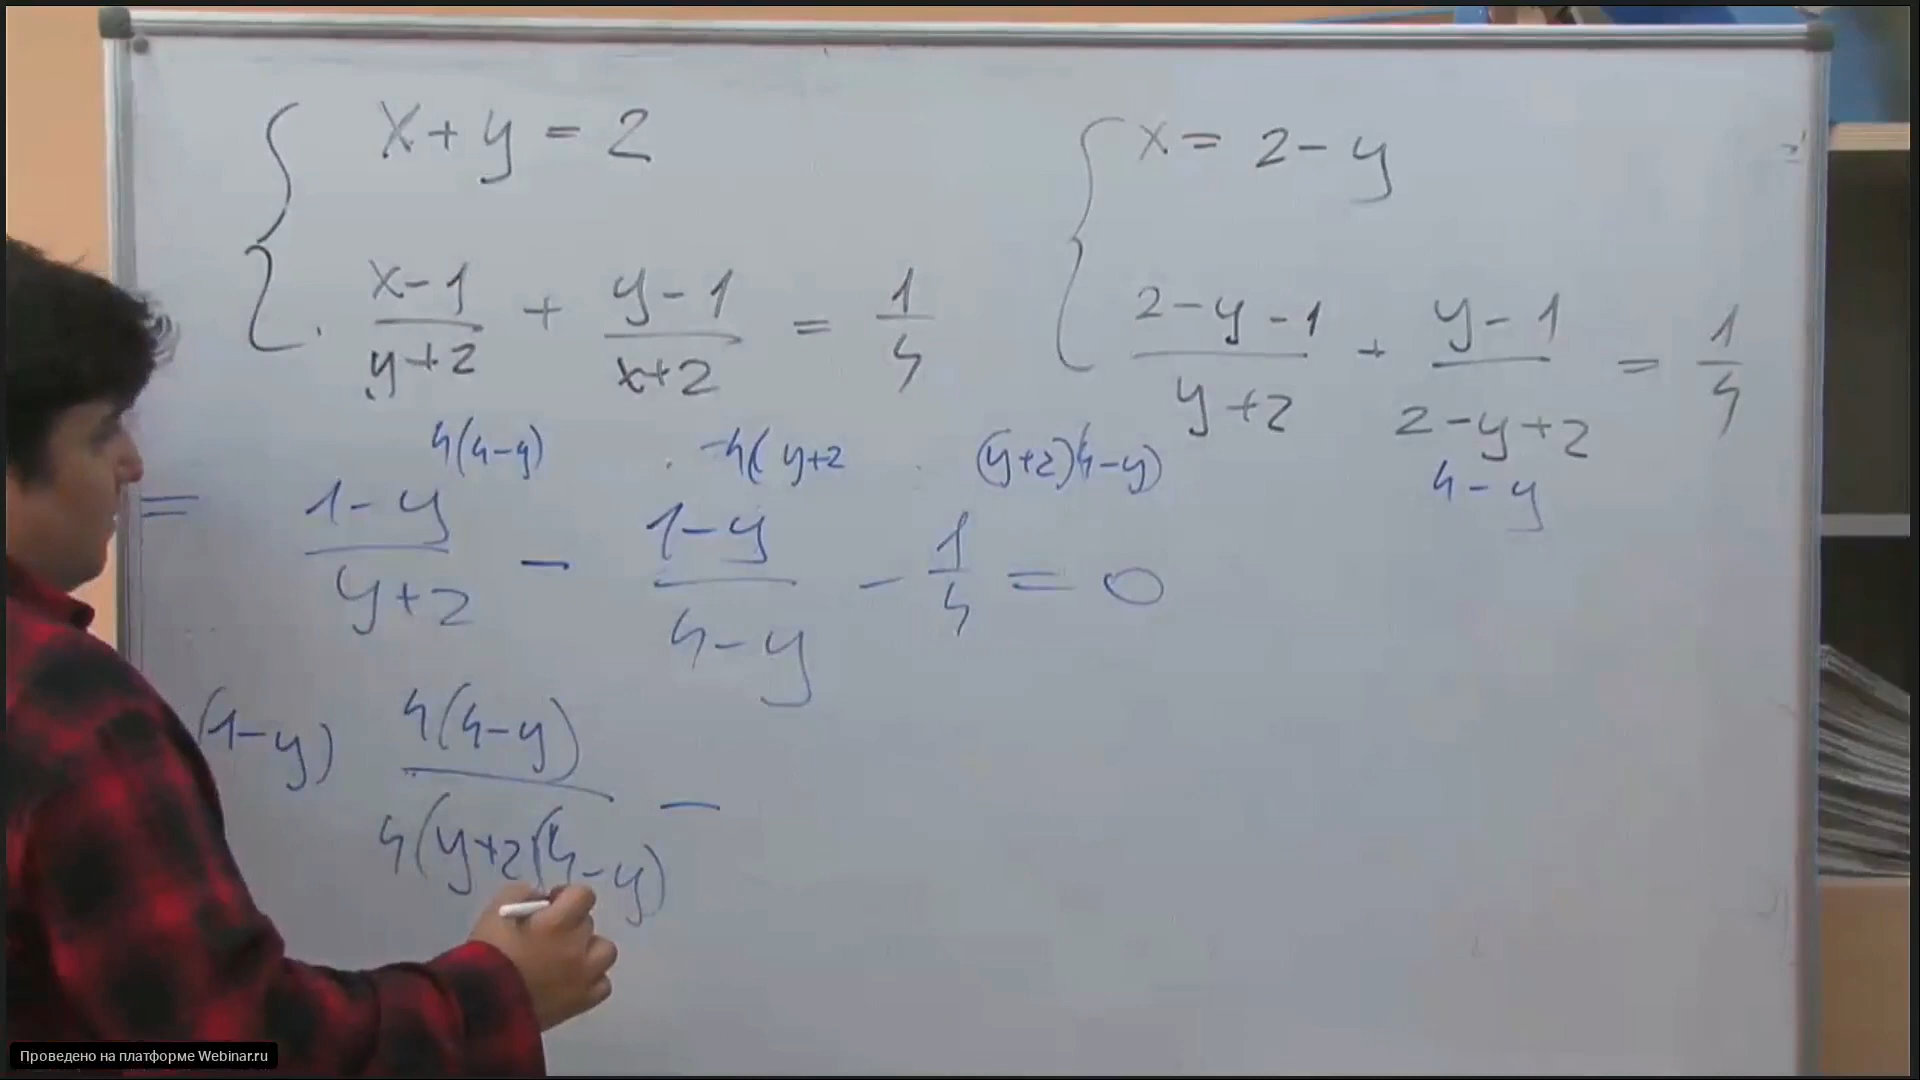 x + y = 2
(x-1)/(y+2) + (y-1)/(x+2) = 1/4
x = 2 - y
(2-y-1)/(y+2) + (y-1)/(2-y+2) = 1/4
4 - y
4(4-y) -4(y+2 (y+2)(4-y)
= (1-y)/(y+2) - (1-y)/(4-y) - 1/4 = 0
(1-y) 4(4-y)/4(y+2)(4-y) -
Проведено на платформе Webinar.ru